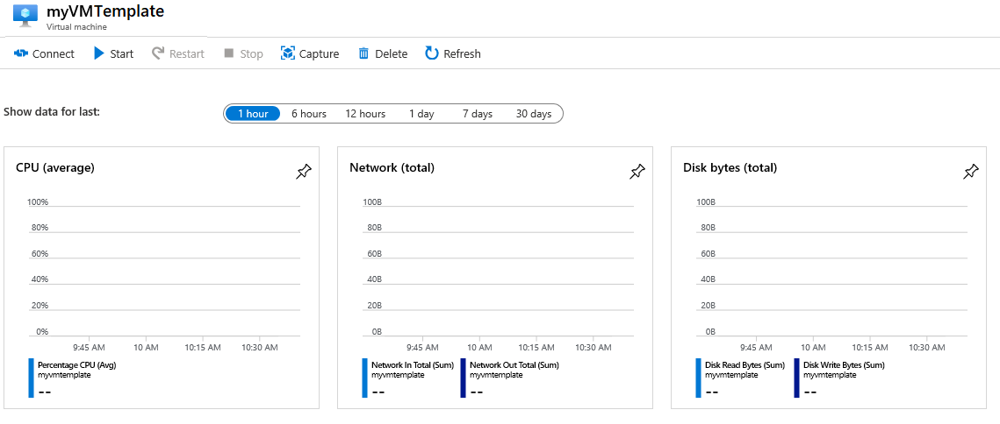 myVMTemplate
Virtual machine
Connect Start Restart Stop Capture Delete Refresh
Show data for last: 1 hour 6 hours 12 hours 1 day 7 days 30 days
CPU (average)
100%
80%
60%
40%
20%
0%
9:45 AM 10 AM 10:15 AM 10:30 AM
Percentage CPU (Avg)
myvmtemplate
--
Network (total)
100B
80B
60B
40B
20B
0B
9:45 AM 10 AM 10:15 AM 10:30 AM
Network In Total (Sum) Network Out Total (Sum)
myvmtemplate myvmtemplate
-- --
Disk bytes (total)
100B
80B
60B
40B
20B
0B
9:45 AM 10 AM 10:15 AM 10:30 AM
Disk Read Bytes (Sum) Disk Write Bytes (Sum)
myvmtemplate myvmtemplate
-- --